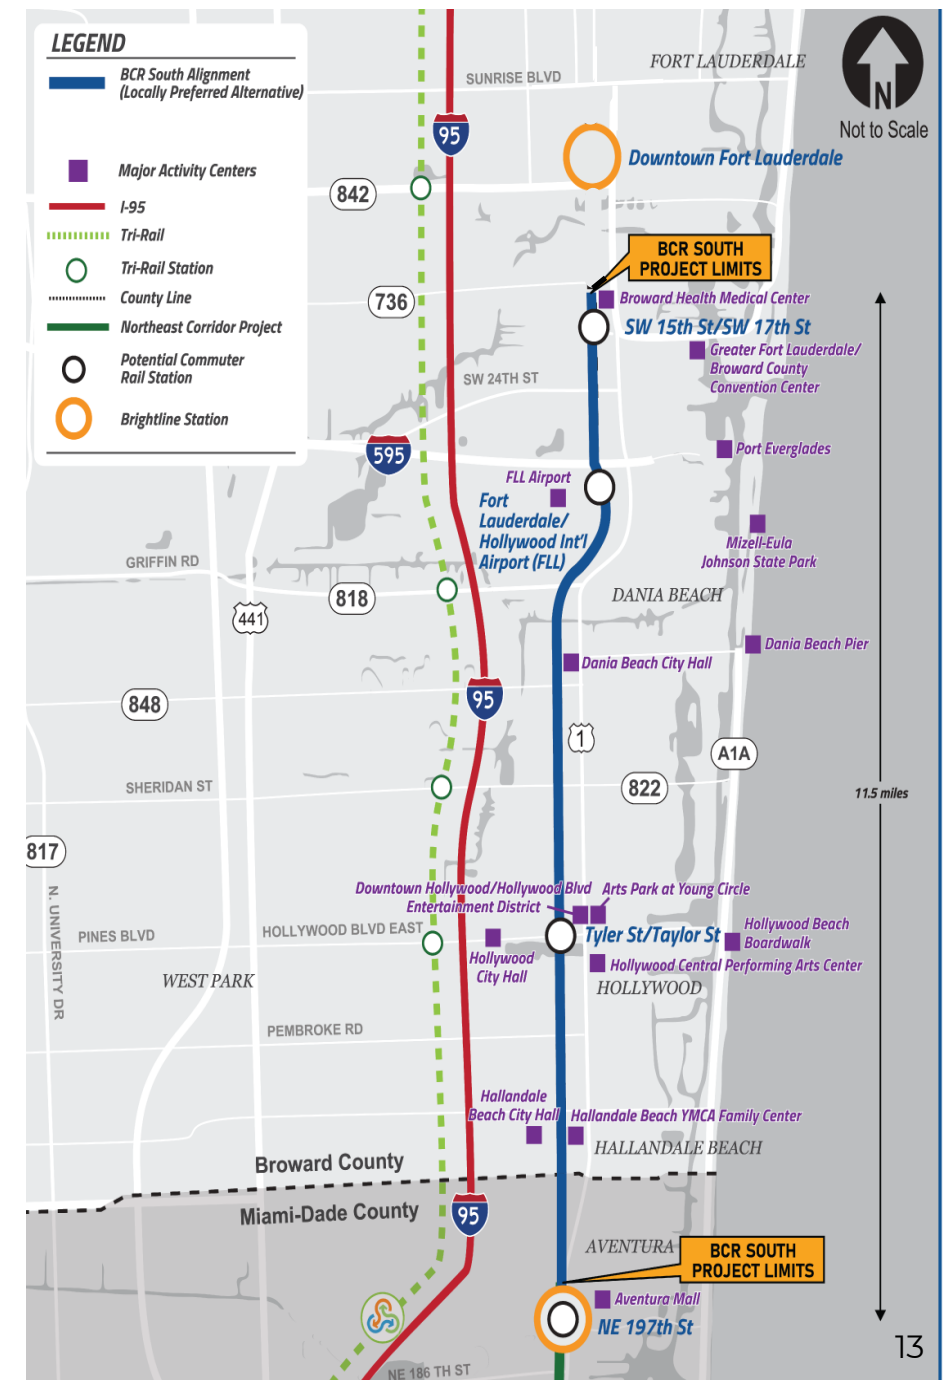 LEGEND
BCR South Alignment
(Locally Preferred Alternative)
Major Activity Centers
I-95
Tri-Rail
Tri-Rail Station
County Line
Northeast Corridor Project
Potential Commuter
Rail Station
Brightline Station
SUNRISE BLVD
FORT LAUDERDALE
N
Not to Scale
95
Downtown Fort Lauderdale
842
BCR SOUTH
PROJECT LIMITS
736
Broward Health Medical Center
SW 15th St/SW 17th St
Greater Fort Lauderdale/
Broward County
Convention Center
SW 24TH ST
595
Port Everglades
FLL Airport
Fort
Lauderdale/
Hollywood Int'l
Airport (FLL)
Mizell-Eula
Johnson State Park
GRIFFIN RD
818
441
DANIA BEACH
Dania Beach Pier
Dania Beach City Hall
95
848
1
A1A
SHERIDAN ST
822
11.5 miles
817
N. UNIVERSITY DR
Downtown Hollywood/Hollywood Blvd
Entertainment District
Arts Park at Young Circle
PINES BLVD
HOLLYWOOD BLVD EAST
Tyler St/Taylor St
Hollywood Beach
Boardwalk
Hollywood
City Hall
Hollywood Central Performing Arts Center
WEST PARK
HOLLYWOOD
PEMBROKE RD
Hallandale
Beach City Hall
Hallandale Beach YMCA Family Center
HALLANDALE BEACH
Broward County
Miami-Dade County
95
AVENTURA
BCR SOUTH
PROJECT LIMITS
Aventura Mall
NE 197th St
NE 186 TH ST
13